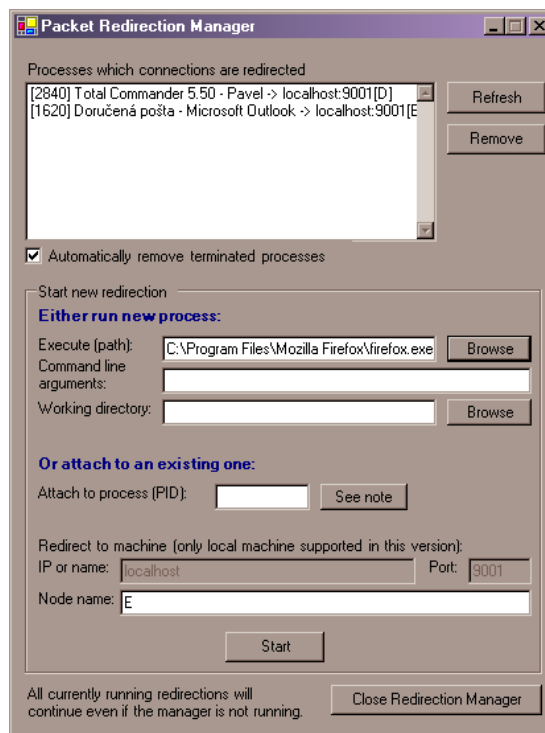 Packet Redirection Manager
Processes which connections are redirected
[2840] Total Commander 5.50 - Pavel -> localhost:9001[D]
[1620] Doručená pošta - Microsoft Outlook -> localhost:9001[E
Refresh
Remove
Automatically remove terminated processes
Start new redirection
Either run new process:
Execute (path): C:\Program Files\Mozilla Firefox\firefox.exe Browse
Command line
arguments:
Working directory: Browse
Or attach to an existing one:
Attach to process (PID): See note
Redirect to machine (only local machine supported in this version):
IP or name: localhost Port: 9001
Node name: E
Start
All currently running redirections will
continue even if the manager is not running.
Close Redirection Manager